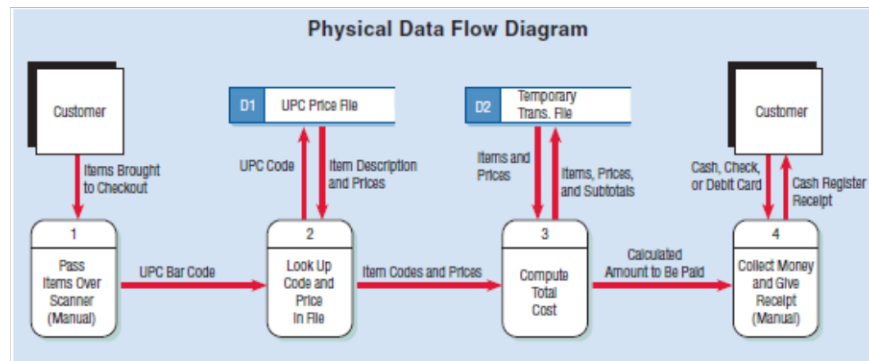 Physical Data Flow Diagram
Customer
D1
UPC Price File
D2
Temporary
Trans. File
Customer
Items Brought
to Checkout
UPC Code
Item Description
and Prices
Items and
Prices
Items, Prices,
and Subtotals
Cash, Check,
or Debit Card
Cash Register
Receipt
1
Pass
Items Over
Scanner
(Manual)
UPC Bar Code
2
Look Up
Code and
Price
in File
Item Codes and Prices
3
Compute
Total
Cost
Calculated
Amount to Be Paid
4
Collect Money
and Give
Receipt
(Manual)